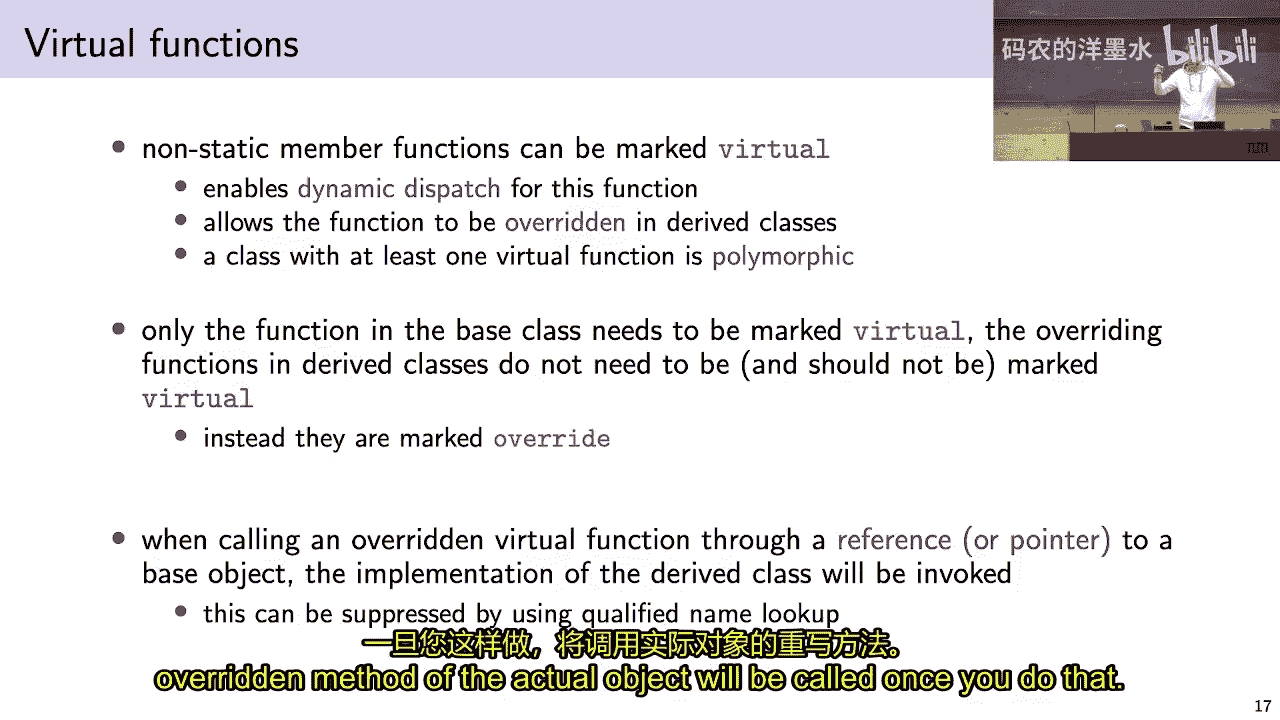 Virtual functions
码农的洋墨水 bilibili
• non-static member functions can be marked virtual
• enables dynamic dispatch for this function
• allows the function to be overridden in derived classes
• a class with at least one virtual function is polymorphic
• only the function in the base class needs to be marked virtual, the overriding
functions in derived classes do not need to be (and should not be) marked
virtual
• instead they are marked override
• when calling an overridden virtual function through a reference (or pointer) to a
base object, the implementation of the derived class will be invoked
• this can be suppressed by using qualified name lookup
一旦您这样做，将调用实际对象的重写方法。
overridden method of the actual object will be called once you do that.
17